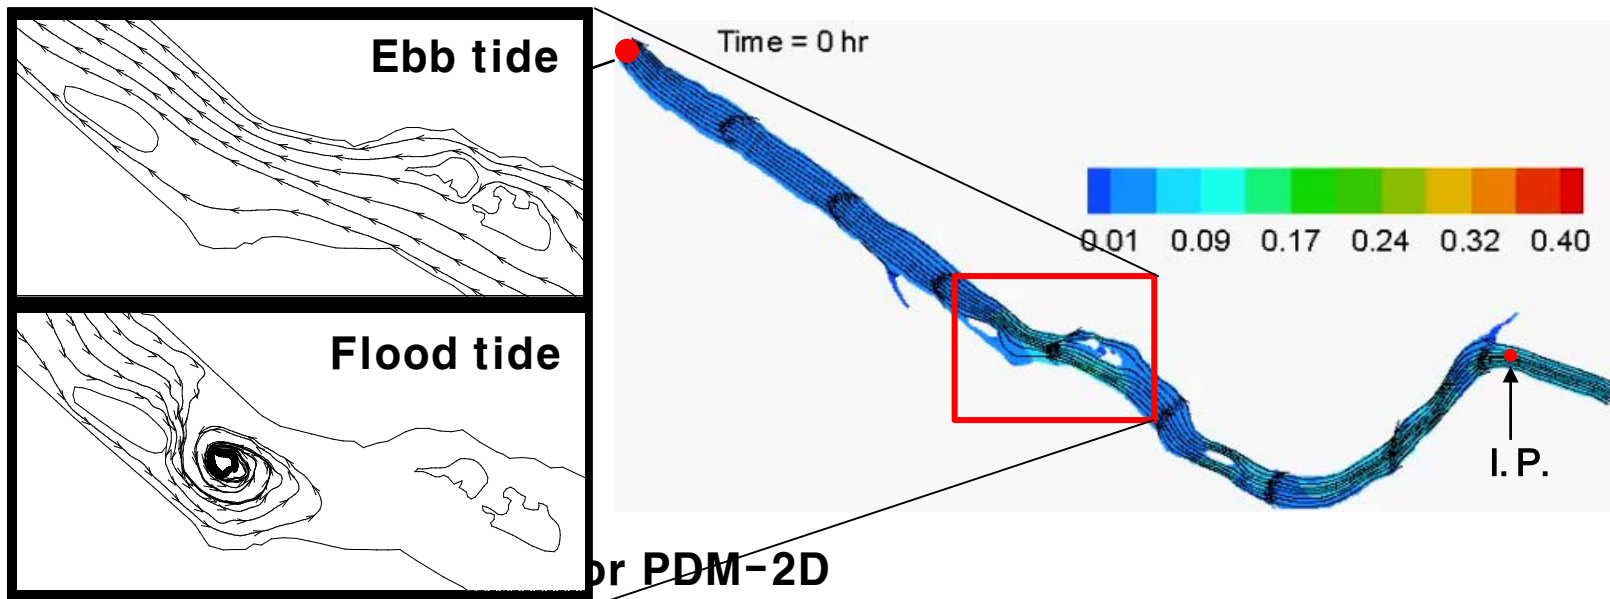 Ebb tide
Time = 0 hr
0.01 0.09 0.17 0.24 0.32 0.40
Flood tide
I. P.
PDM-2D